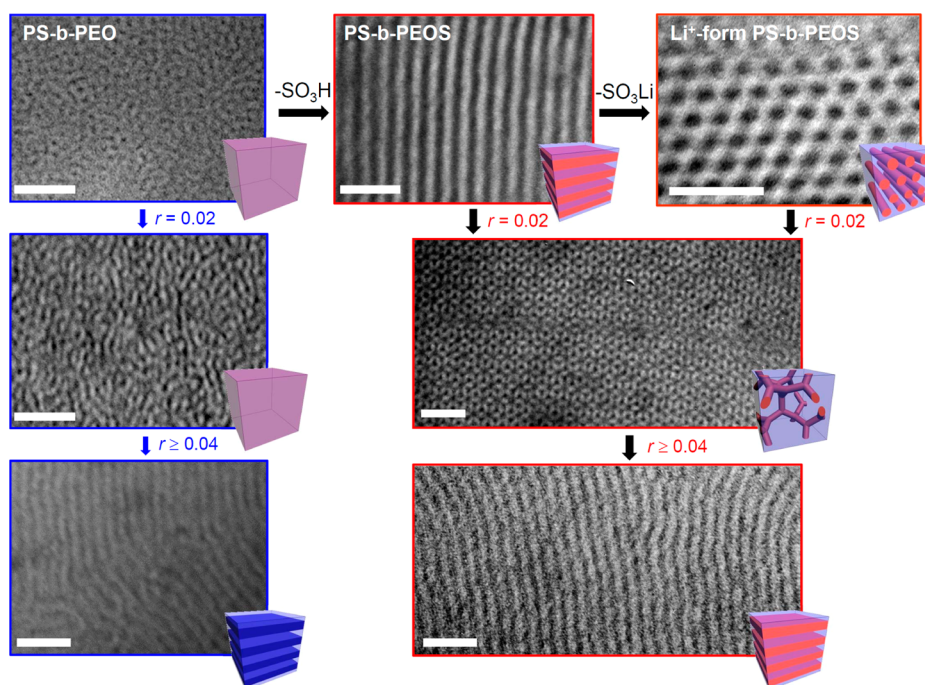 PS-b-PEO
-SO₃H
PS-b-PEOS
-SO₃Li
Li⁺-form PS-b-PEOS
r = 0.02
r = 0.02
r = 0.02
r ≥ 0.04
r ≥ 0.04